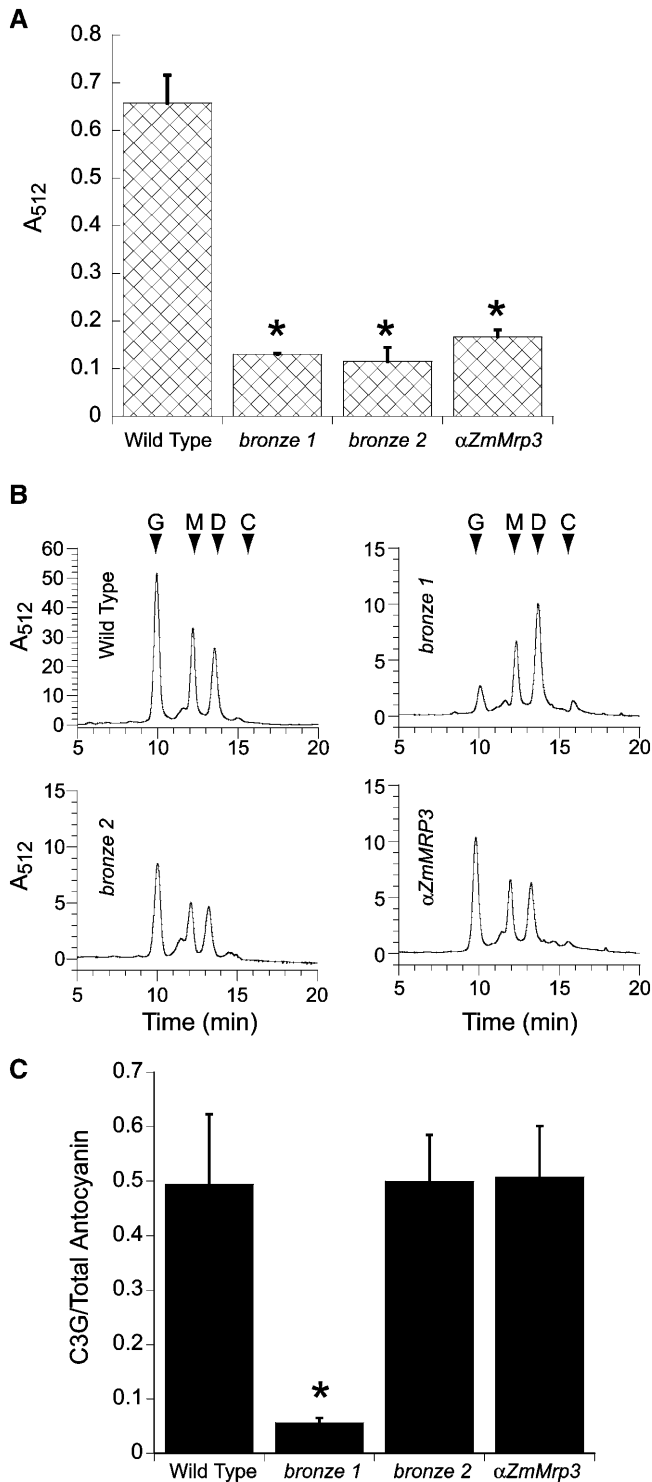 A
0.8
0.7
0.6
0.5
0.4
0.3
0.2
0.1
0
A512
* * *
Wild Type bronze 1 bronze 2 αZmMrp3
B
G M D C
60
50
40
30
20
10
0
A512
Wild Type
5 10 15 20
G M D C
15
10
5
0
bronze 1
5 10 15 20
15
10
5
0
A512
bronze 2
5 10 15 20
Time (min)
15
10
5
0
αZmMRP3
5 10 15 20
Time (min)
C
0.7
0.6
0.5
0.4
0.3
0.2
0.1
0
C3G/Total Antocyanin
*
Wild Type bronze 1 bronze 2 αZmMrp3